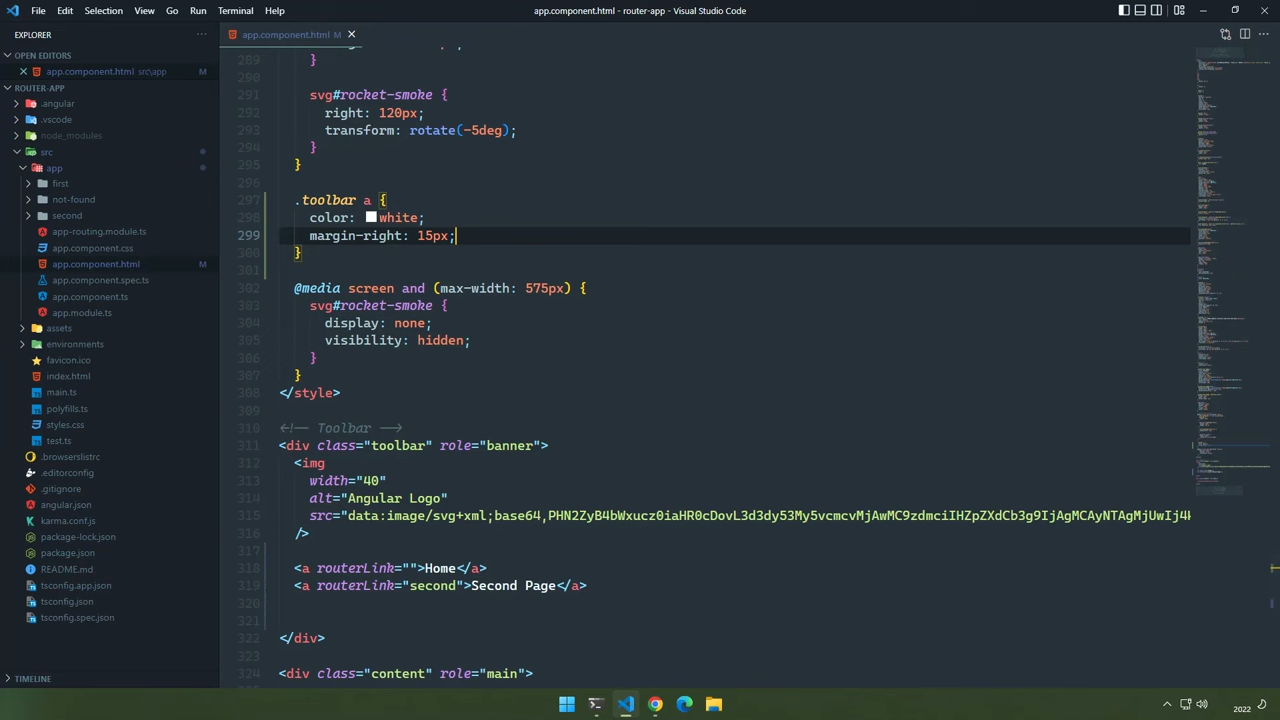 File Edit Selection View Go Run Terminal Help
app.component.html - router-app - Visual Studio Code
EXPLORER
OPEN EDITORS
app.component.html src\app M
ROUTER-APP
.angular
.vscode
node_modules
src
app
first
not-found
second
app-routing.module.ts
app.component.css
app.component.html M
app.component.spec.ts
app.component.ts
app.module.ts
assets
environments
favicon.ico
index.html
main.ts
polyfills.ts
styles.css
test.ts
.browserslistrc
.editorconfig
.gitignore
angular.json
karma.conf.js
package-lock.json
package.json
README.md
tsconfig.app.json
tsconfig.json
tsconfig.spec.json
TIMELINE
app.component.html M
289 }
290
291 svg#rocket-smoke {
292 right: 120px;
293 transform: rotate(-5deg);
294 }
295 }
296
297 .toolbar a {
298 color: white;
299 margin-right: 15px;
300 }
301
302 @media screen and (max-width: 575px) {
303 svg#rocket-smoke {
304 display: none;
305 visibility: hidden;
306 }
307 }
308 </style>
309
310 <!-- Toolbar -->
311 <div class="toolbar" role="banner">
312 <img
313 width="40"
314 alt="Angular Logo"
315 src="data:image/svg+xml;base64,PHN2ZyB4bWxucz0iaHR0cDovL3d3dy53My5vcmcvMjAwMC9zdmciIHZpZXdCb3g9IjAgMCAyNTAgMjUwIj4
316 />
317
318 <a routerLink="">Home</a>
319 <a routerLink="second">Second Page</a>
320
321
322 </div>
323
324 <div class="content" role="main">
2022